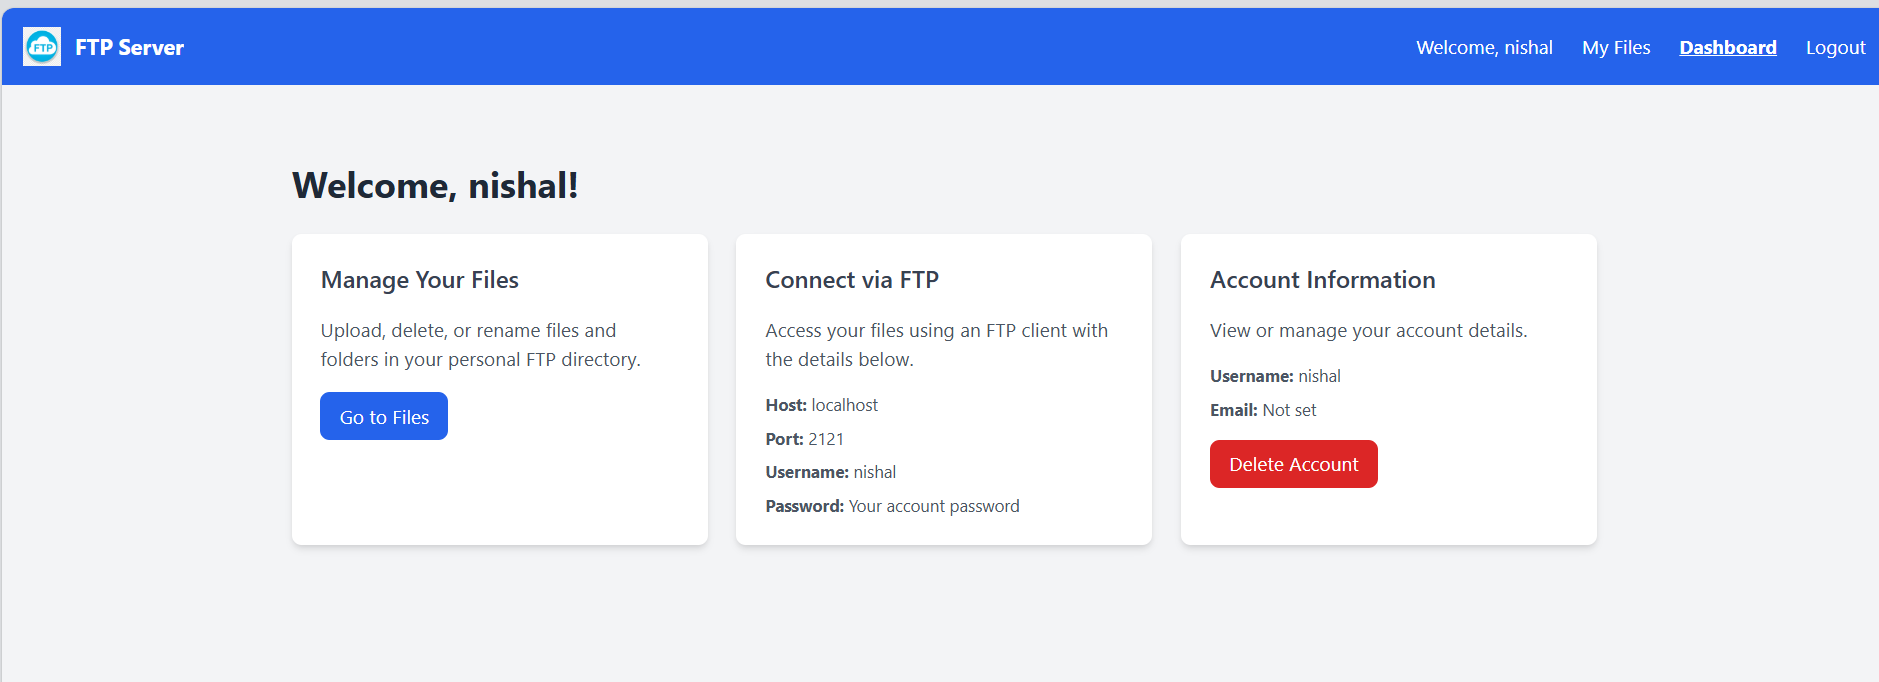 FTP
FTP Server
Welcome, nishal
My Files
Dashboard
Logout
Welcome, nishal!
Manage Your Files
Upload, delete, or rename files and
folders in your personal FTP directory.
Go to Files
Connect via FTP
Access your files using an FTP client with
the details below.
Host: localhost
Port: 2121
Username: nishal
Password: Your account password
Account Information
View or manage your account details.
Username: nishal
Email: Not set
Delete Account